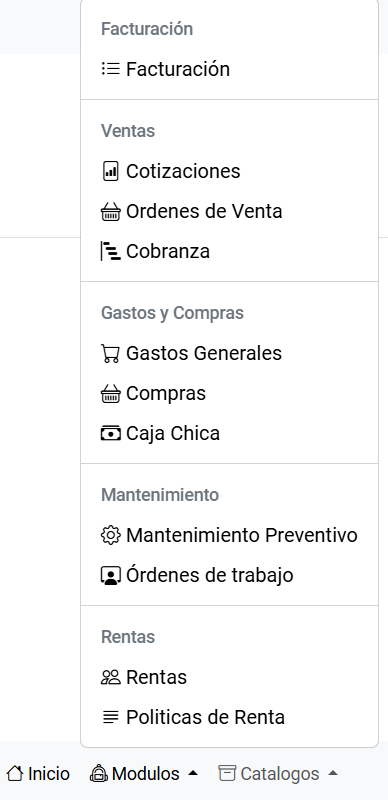 Facturación
Facturación
Ventas
Cotizaciones
Ordenes de Venta
Cobranza
Gastos y Compras
Gastos Generales
Compras
Caja Chica
Mantenimiento
Mantenimiento Preventivo
Órdenes de trabajo
Rentas
Rentas
Politicas de Renta
Inicio Modulos Catalogos